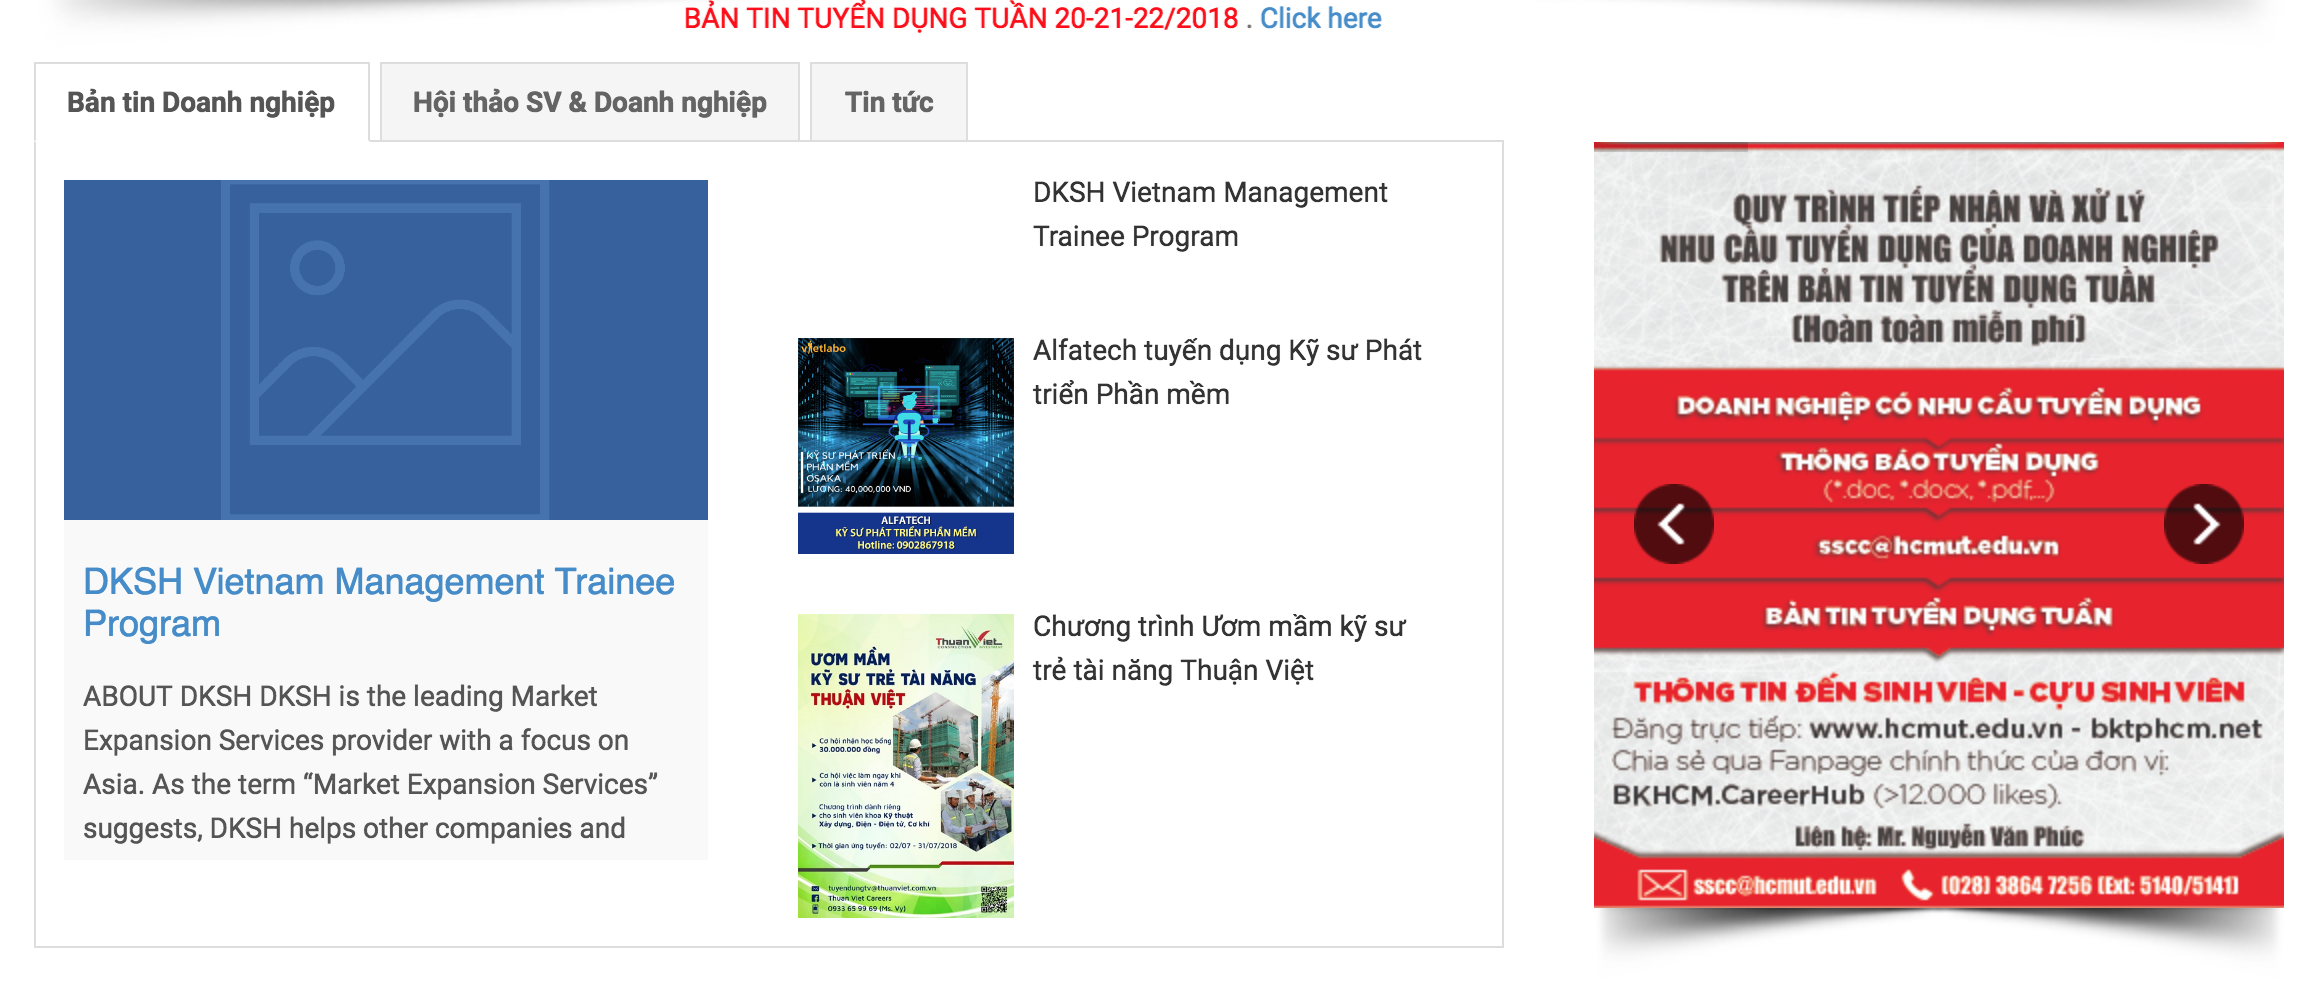 BẢN TIN TUYỂN DỤNG TUẦN 20-21-22/2018 . Click here
Bản tin Doanh nghiệp
Hội thảo SV & Doanh nghiệp
Tin tức
DKSH Vietnam Management Trainee
Program
ABOUT DKSH DKSH is the leading Market
Expansion Services provider with a focus on
Asia. As the term “Market Expansion Services”
suggests, DKSH helps other companies and
DKSH Vietnam Management
Trainee Program
vietlabo
KỸ SƯ PHÁT TRIỂN
PHẦN MỀM
OSAKA
LƯƠNG: 40,000,000 VND
ALFATECH
KỸ SƯ PHÁT TRIỂN PHẦN MỀM
Hotline: 0902867918
Alfatech tuyển dụng Kỹ sư Phát
triển Phần mềm
Thuan Viet
ƯƠM MẦM
KỸ SƯ TRẺ TÀI NĂNG
THUẬN VIỆT
Cơ hội nhận học bổng
30.000.000 đồng
Cơ hội việc làm ngay khi
còn là sinh viên năm 4
Chương trình dành riêng
cho sinh viên khoa Kỹ thuật
Xây dựng, Điện - Điện tử, Cơ khí
Thời gian ứng tuyển: 02/07 - 31/07/2018
tuyendungtv@thuanviet.com.vn
Thuan Viet Careers
0933 65 99 69 (Ms. Vy)
Chương trình Ươm mầm kỹ sư
trẻ tài năng Thuận Việt
QUY TRÌNH TIẾP NHẬN VÀ XỬ LÝ
NHU CẦU TUYỂN DỤNG CỦA DOANH NGHIỆP
TRÊN BẢN TIN TUYỂN DỤNG TUẦN
(Hoàn toàn miễn phí)
DOANH NGHIỆP CÓ NHU CẦU TUYỂN DỤNG
THÔNG BÁO TUYỂN DỤNG
(*.doc, *.docx, *.pdf,...)
sscc@hcmut.edu.vn
BẢN TIN TUYỂN DỤNG TUẦN
THÔNG TIN ĐẾN SINH VIÊN - CỰU SINH VIÊN
Đăng trực tiếp: www.hcmut.edu.vn - bktphcm.net
Chia sẻ qua Fanpage chính thức của đơn vị:
BKHCM.CareerHub (>12.000 likes).
Liên hệ: Mr. Nguyễn Văn Phúc
sscc@hcmut.edu.vn (028) 3864 7256 (Ext: 5140/5141)